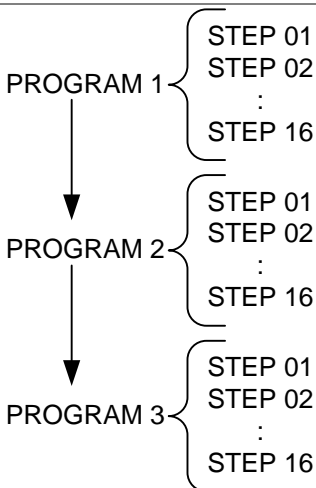 STEP 01
STEP 02
PROGRAM 1
:
STEP 16
STEP 01
STEP 02
PROGRAM 2
:
STEP 16
STEP 01
STEP 02
PROGRAM 3
:
STEP 16